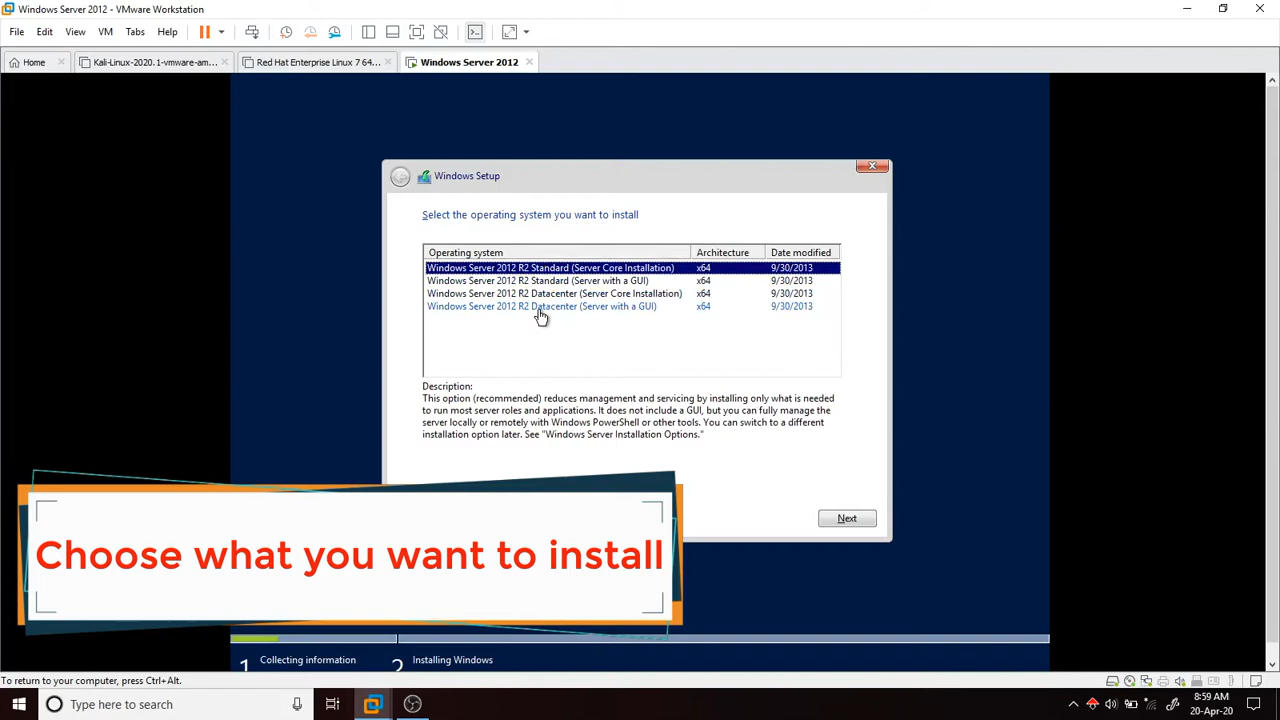 Windows Server 2012 - VMware Workstation
File Edit View VM Tabs Help
Home Kali-Linux-2020.1-vmware-am... Red Hat Enterprise Linux 7 64... Windows Server 2012
Windows Setup
Select the operating system you want to install
Operating system Architecture Date modified
Windows Server 2012 R2 Standard (Server Core Installation) x64 9/30/2013
Windows Server 2012 R2 Standard (Server with a GUI) x64 9/30/2013
Windows Server 2012 R2 Datacenter (Server Core Installation) x64 9/30/2013
Windows Server 2012 R2 Datacenter (Server with a GUI) x64 9/30/2013
Description:
This option (recommended) reduces management and servicing by installing only what is needed
to run most server roles and applications. It does not include a GUI, but you can fully manage the
server locally or remotely with Windows PowerShell or other tools. You can switch to a different
installation option later. See "Windows Server Installation Options."
Next
Choose what you want to install
1 Collecting information 2 Installing Windows
To return to your computer, press Ctrl+Alt.
Type here to search
8:59 AM
20-Apr-20